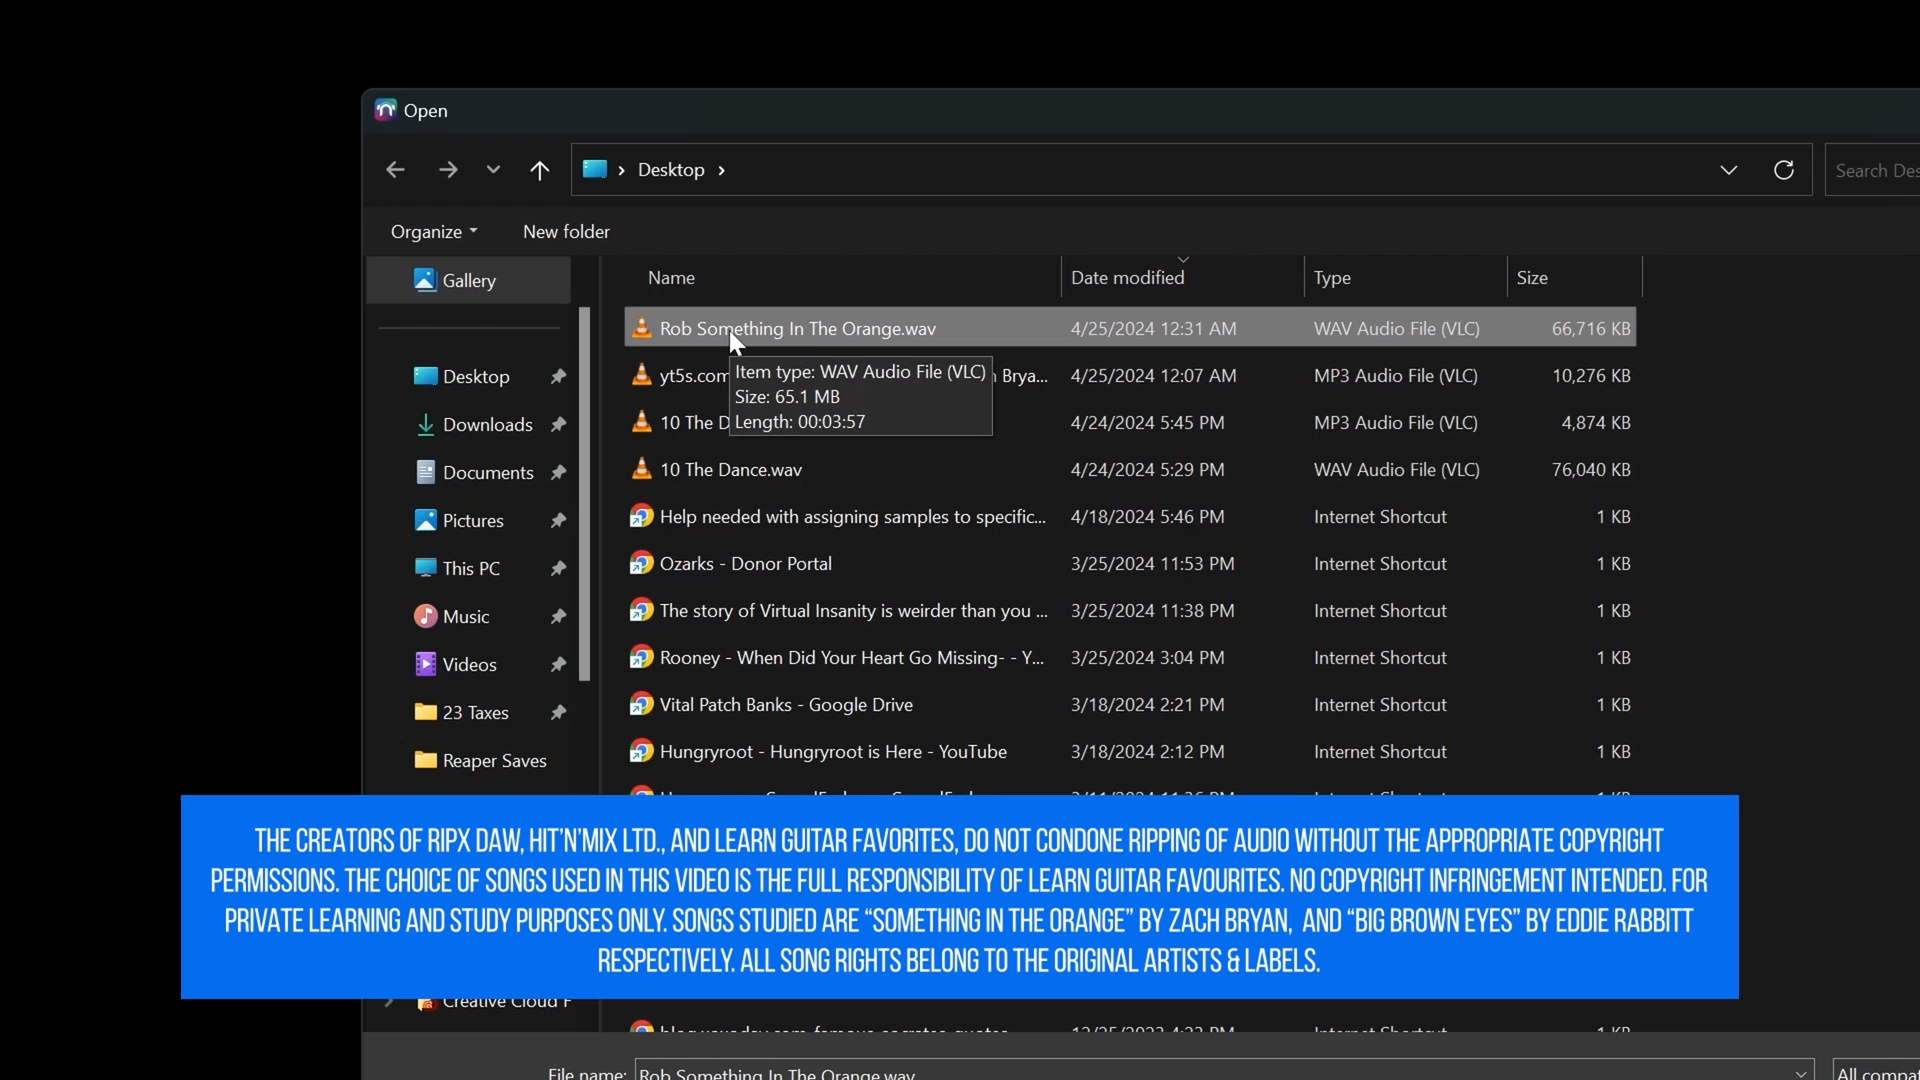 Open
Desktop
Search Des
Organize
New folder
Name
Date modified
Type
Size
Gallery
Rob Something In The Orange.wav 4/25/2024 12:31 AM WAV Audio File (VLC) 66,716 KB
Item type: WAV Audio File (VLC)
Size: 65.1 MB
Length: 00:03:57
Desktop
yt5s.com Brya... 4/25/2024 12:07 AM MP3 Audio File (VLC) 10,276 KB
Downloads
10 The D 4/24/2024 5:45 PM MP3 Audio File (VLC) 4,874 KB
Documents
10 The Dance.wav 4/24/2024 5:29 PM WAV Audio File (VLC) 76,040 KB
Pictures
Help needed with assigning samples to specific... 4/18/2024 5:46 PM Internet Shortcut 1 KB
This PC
Ozarks - Donor Portal 3/25/2024 11:53 PM Internet Shortcut 1 KB
Music
The story of Virtual Insanity is weirder than you ... 3/25/2024 11:38 PM Internet Shortcut 1 KB
Videos
Rooney - When Did Your Heart Go Missing- - Y... 3/25/2024 3:04 PM Internet Shortcut 1 KB
23 Taxes
Vital Patch Banks - Google Drive 3/18/2024 2:21 PM Internet Shortcut 1 KB
Reaper Saves
Hungryroot - Hungryroot is Here - YouTube 3/18/2024 2:12 PM Internet Shortcut 1 KB
THE CREATORS OF RIPX DAW, HIT'N'MIX LTD., AND LEARN GUITAR FAVORITES, DO NOT CONDONE RIPPING OF AUDIO WITHOUT THE APPROPRIATE COPYRIGHT
PERMISSIONS. THE CHOICE OF SONGS USED IN THIS VIDEO IS THE FULL RESPONSIBILITY OF LEARN GUITAR FAVOURITES. NO COPYRIGHT INFRINGEMENT INTENDED. FOR
PRIVATE LEARNING AND STUDY PURPOSES ONLY. SONGS STUDIED ARE “SOMETHING IN THE ORANGE” BY ZACH BRYAN, AND “BIG BROWN EYES” BY EDDIE RABBITT
RESPECTIVELY. ALL SONG RIGHTS BELONG TO THE ORIGINAL ARTISTS & LABELS.
Creative Cloud F
File name: Rob Something In The Orange.wav
All compat